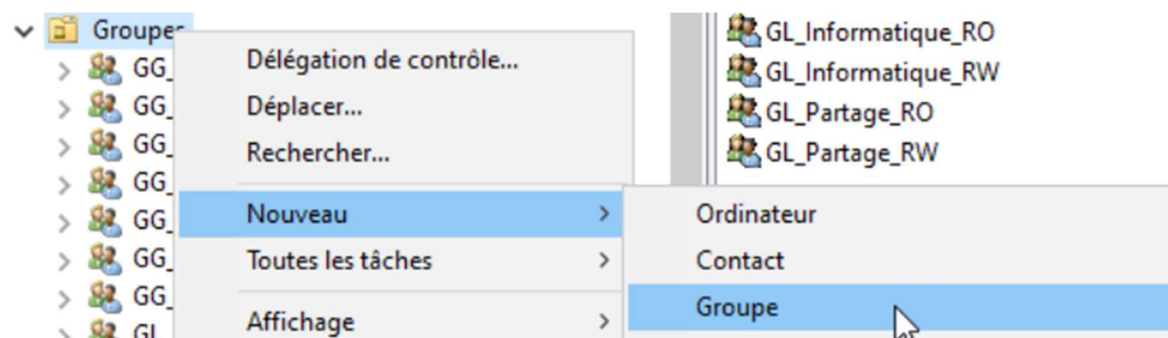 Groupes
GG_
GG_
GG_
GG_
GG_
GG_
GG_
GL
Délégation de contrôle...
Déplacer...
Rechercher...
Nouveau
Toutes les tâches
Affichage
GL_Informatique_RO
GL_Informatique_RW
GL_Partage_RO
GL_Partage_RW
Ordinateur
Contact
Groupe